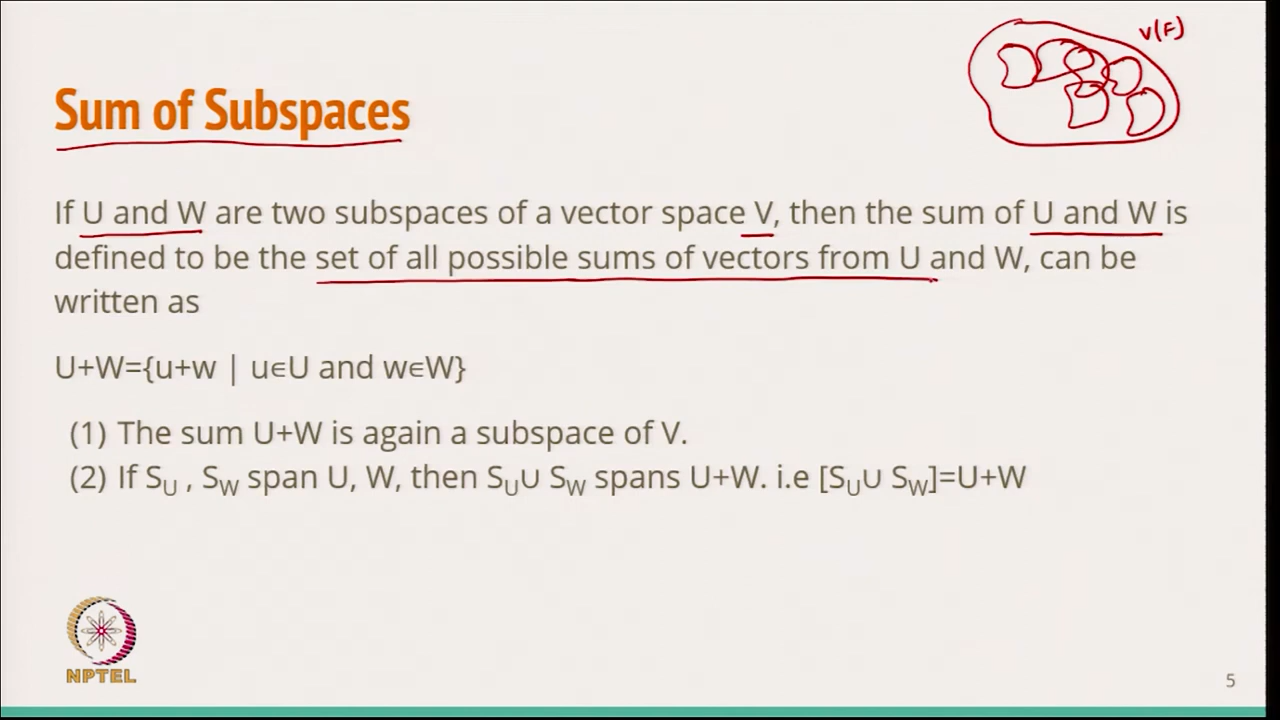 V(F)
Sum of Subspaces
If U and W are two subspaces of a vector space V, then the sum of U and W is
defined to be the set of all possible sums of vectors from U and W, can be
written as
U+W={u+w | u∈U and w∈W}
(1) The sum U+W is again a subspace of V.
(2) If S_U , S_W span U, W, then S_U∪ S_W spans U+W. i.e [S_U∪ S_W]=U+W
NPTEL
5